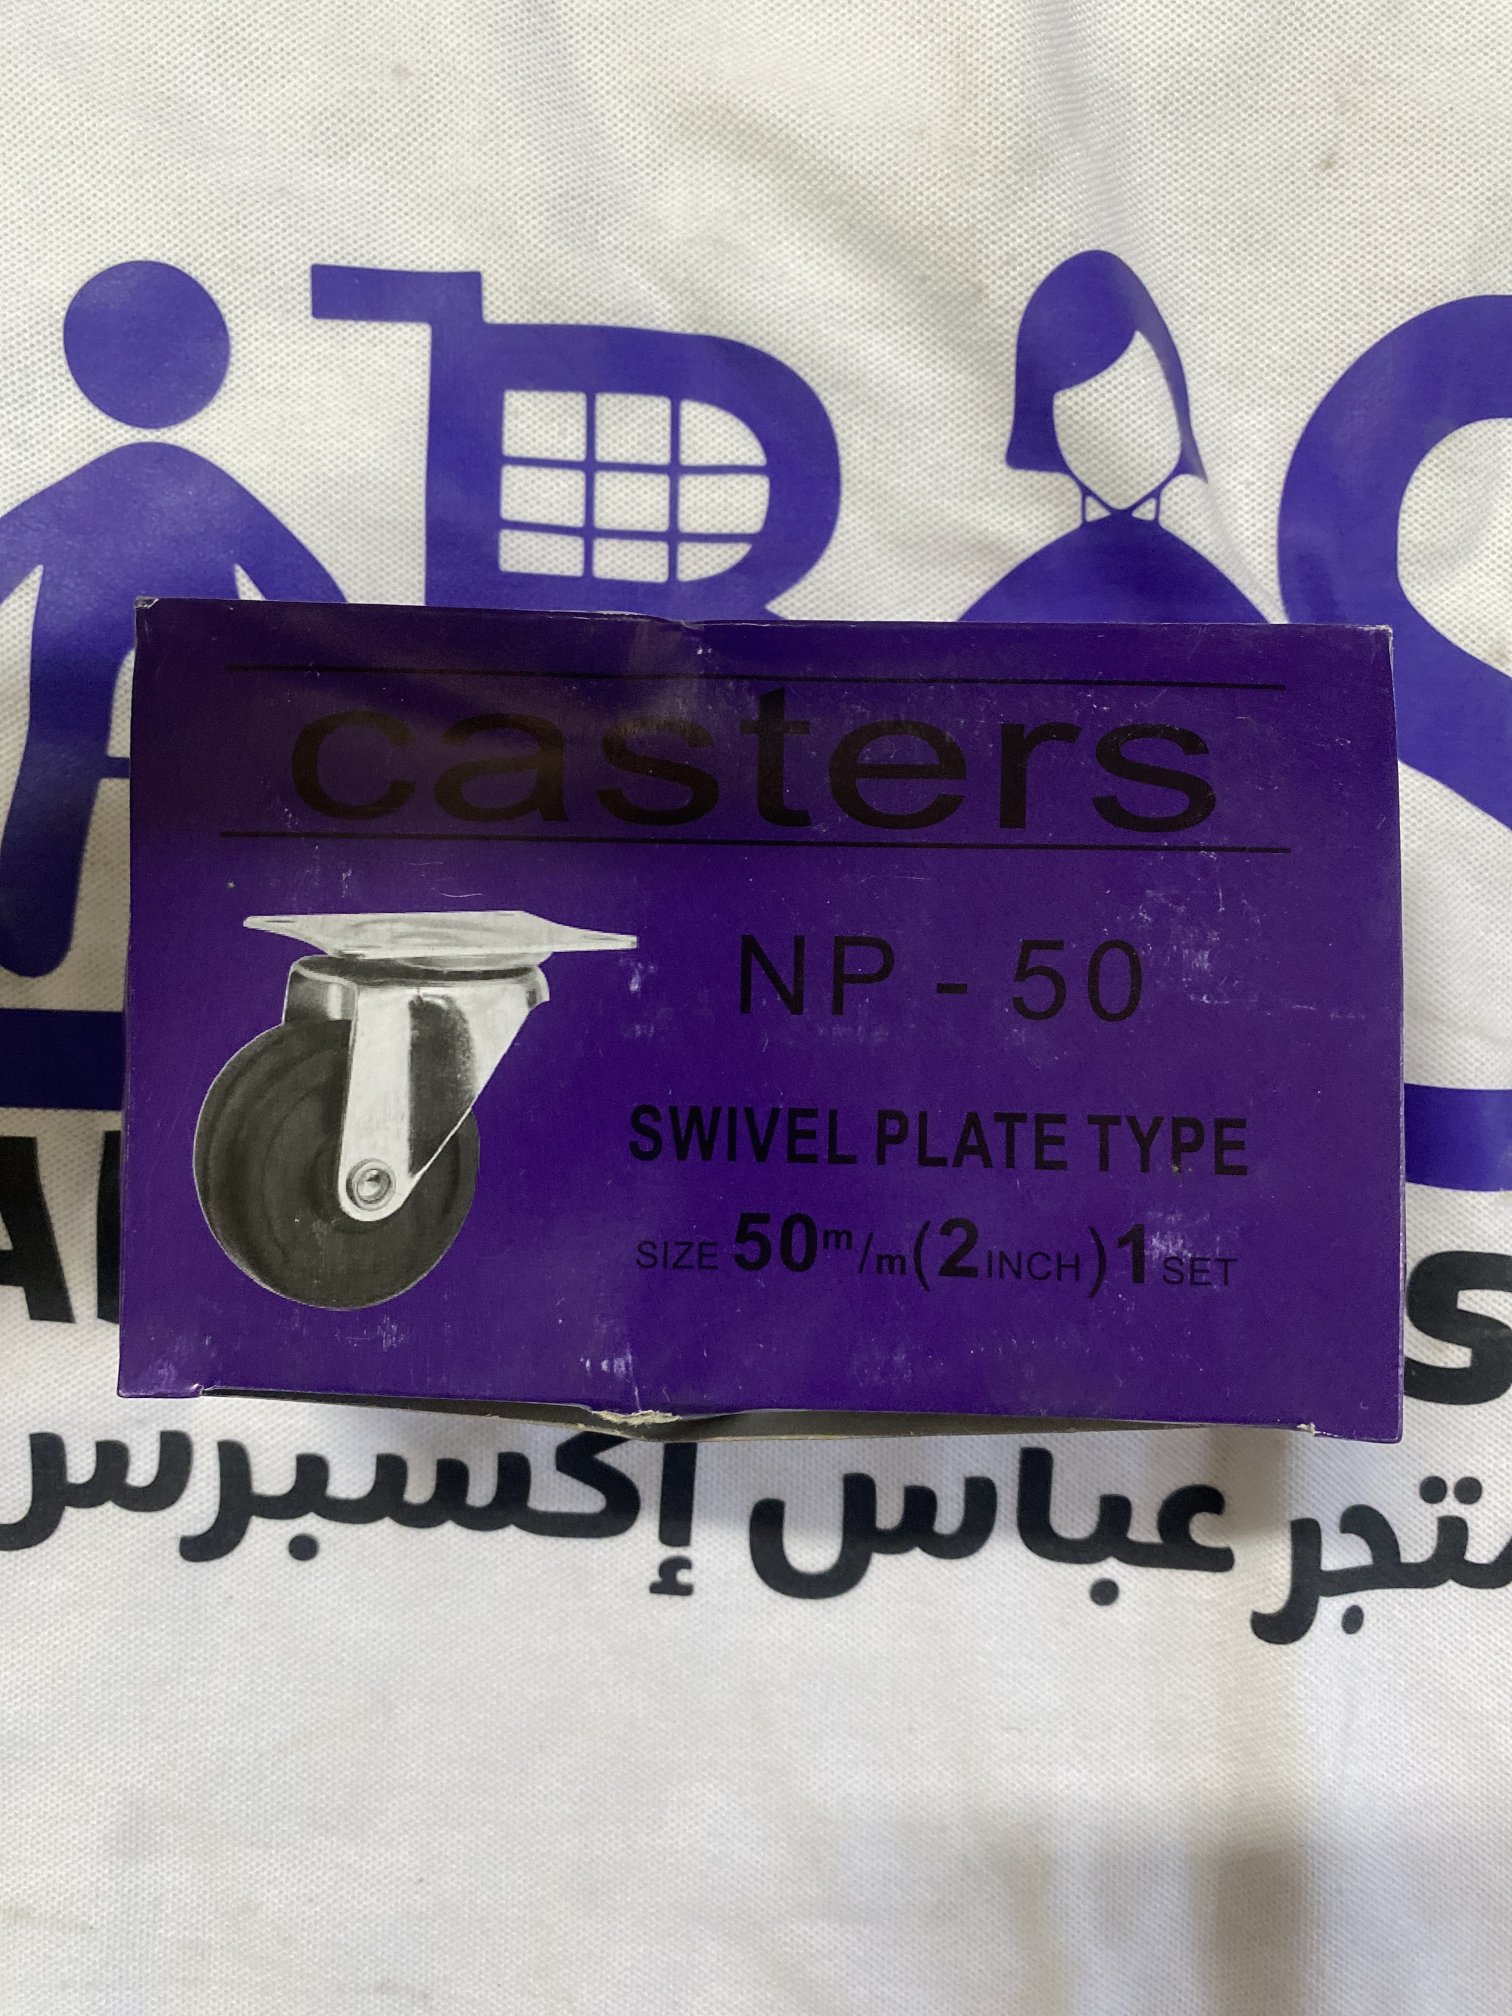 casters
NP - 50
SWIVEL PLATE TYPE
SIZE 50m/m(2INCH)1SET
متجر عباس إكسبرس